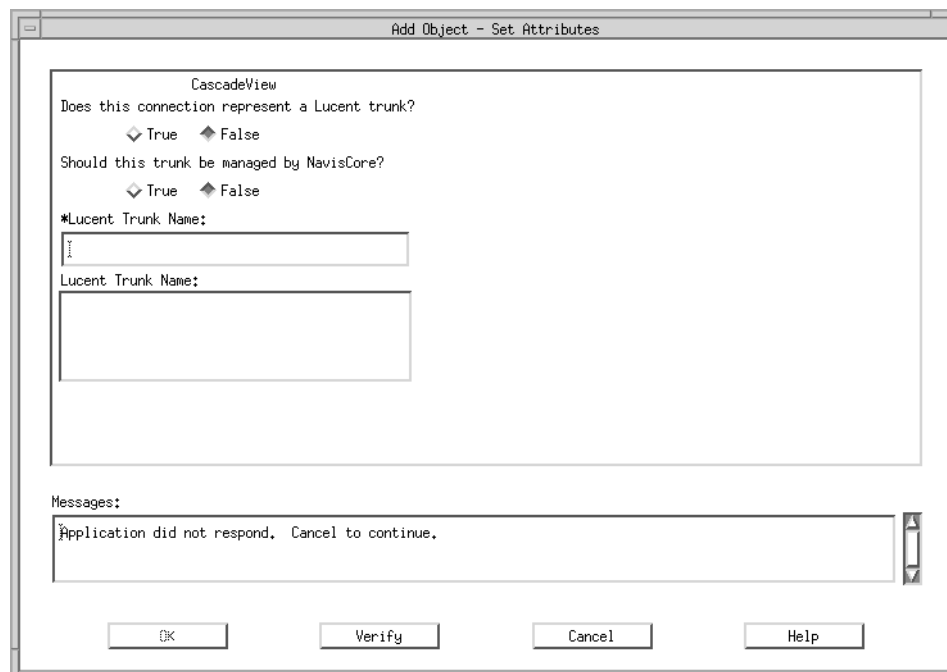 Add Object - Set Attributes
CascadeView
Does this connection represent a Lucent trunk?
True False
Should this trunk be managed by NavisCore?
True False
*Lucent Trunk Name:
Lucent Trunk Name:
Messages:
Application did not respond. Cancel to continue.
OK Verify Cancel Help